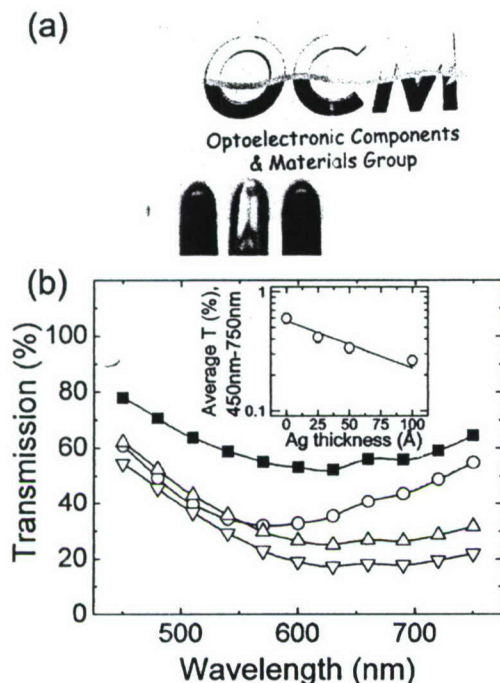 (a)
OCM
Optoelectronic Components
& Materials Group
(b)
Transmission (%)
120
100
80
60
40
20
0
500
600
700
Wavelength (nm)
Average T (%),
450nm-750nm
1
0.1
0
25
50
75
100
Ag thickness (Å)